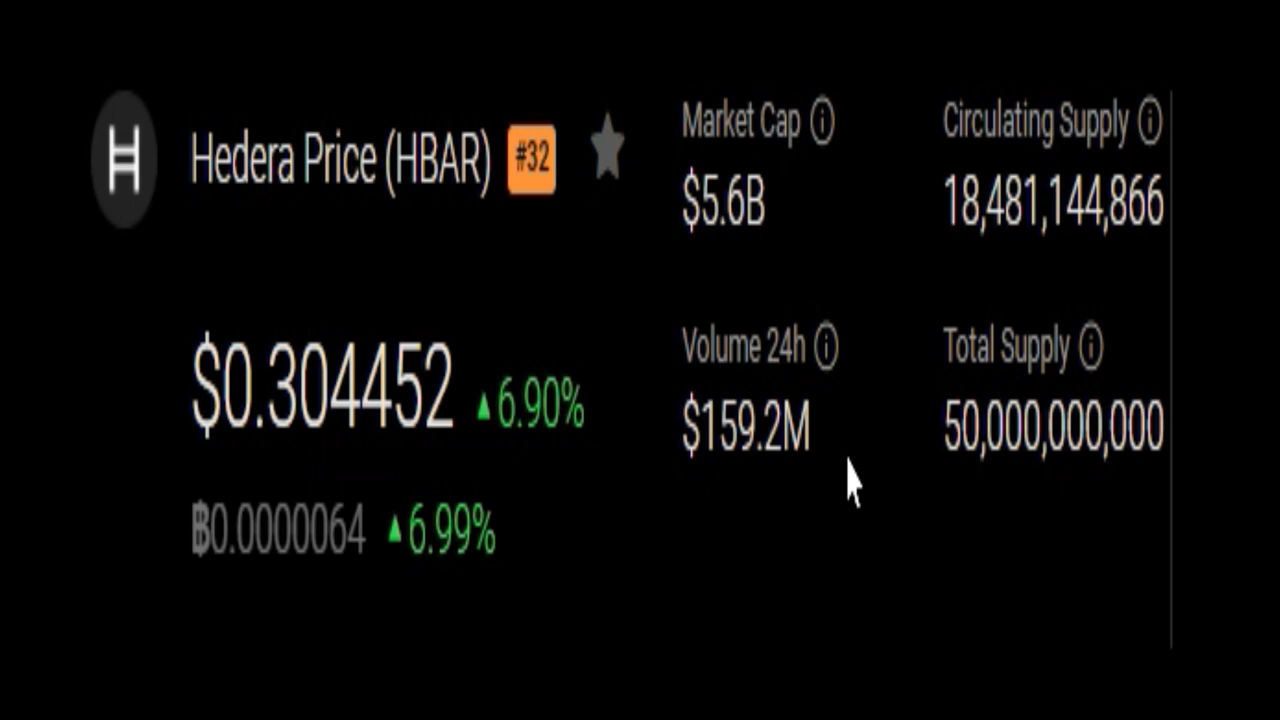 Hedera Price (HBAR) #32
$0.304452 ▲6.90%
฿0.0000064 ▲6.99%
Market Cap
$5.6B
Circulating Supply
18,481,144,866
Volume 24h
$159.2M
Total Supply
50,000,000,000